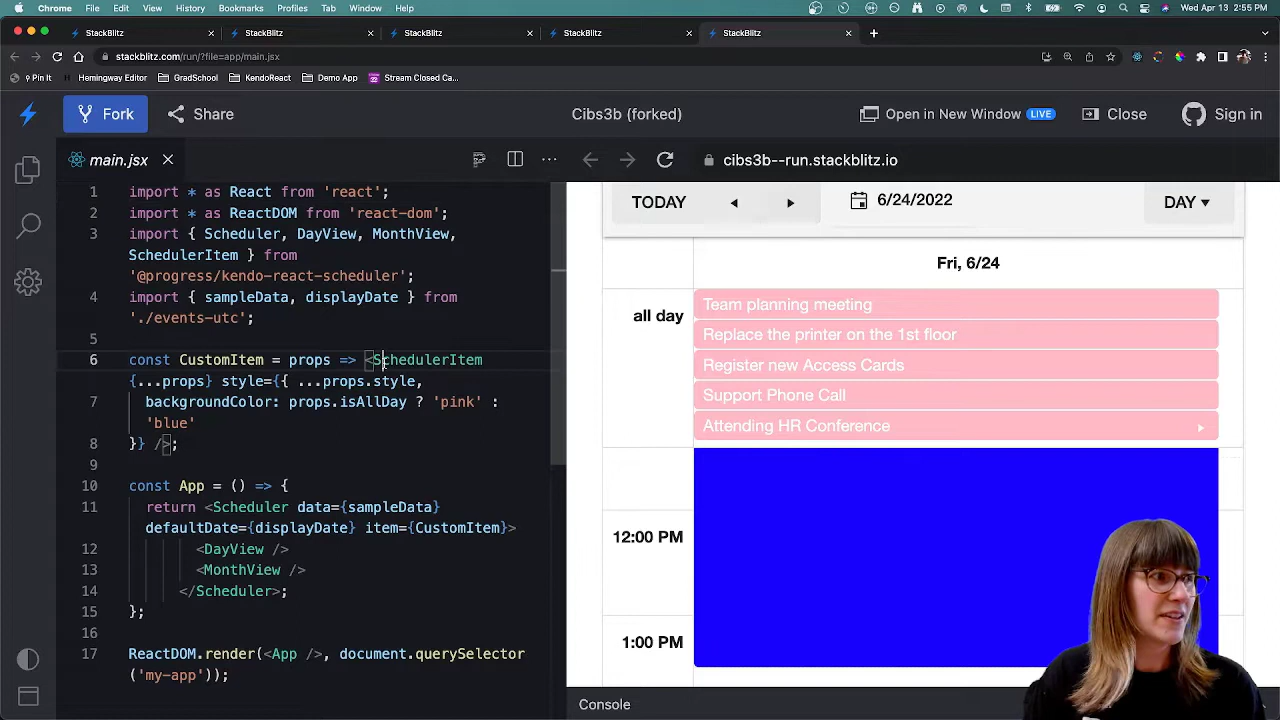 Chrome File Edit View History Bookmarks Profiles Tab Window Help Wed Apr 13 2:55 PM
StackBlitz StackBlitz StackBlitz StackBlitz StackBlitz
stackblitz.com/run/?file=app/main.jsx
Pin It Hemingway Editor GradSchool KendoReact Demo App Stream Closed Ca...
Fork Share Cibs3b (forked) Open in New Window LIVE Close Sign in
main.jsx cibs3b--run.stackblitz.io
1 import * as React from 'react';
2 import * as ReactDOM from 'react-dom';
3 import { Scheduler, DayView, MonthView,
SchedulerItem } from
'@progress/kendo-react-scheduler';
4 import { sampleData, displayDate } from
'./events-utc';
5
6 const CustomItem = props => <SchedulerItem
{...props} style={{ ...props.style,
7 backgroundColor: props.isAllDay ? 'pink' :
'blue'
8 }} />;
9
10 const App = () => {
11 return <Scheduler data={sampleData}
defaultDate={displayDate} item={CustomItem}>
12 <DayView />
13 <MonthView />
14 </Scheduler>;
15 };
16
17 ReactDOM.render(<App />, document.querySelector
('my-app'));
TODAY 6/24/2022 DAY
Fri, 6/24
all day
Team planning meeting
Replace the printer on the 1st floor
Register new Access Cards
Support Phone Call
Attending HR Conference
12:00 PM
1:00 PM
Console